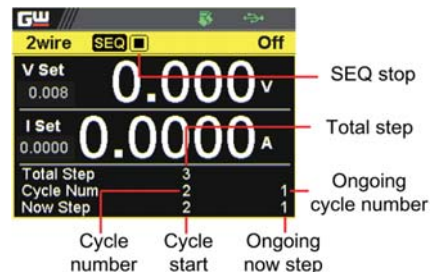 GW
2wire SEQ Off
V Set 0.008 0.000 V
SEQ stop
I Set 0.0000 0.0000 A
Total step
Total Step 3
Cycle Num 2 1
Now Step 2 1
Ongoing cycle number
Cycle number
Cycle start
Ongoing now step